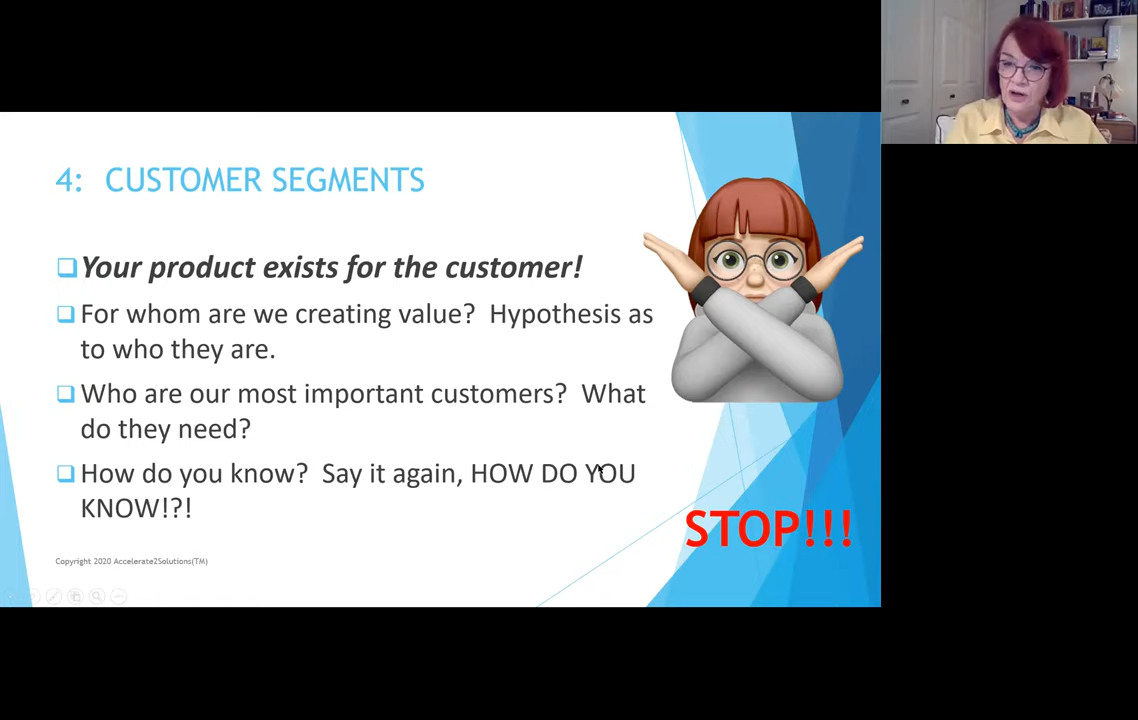 4: CUSTOMER SEGMENTS
Your product exists for the customer!
For whom are we creating value? Hypothesis as
to who they are.
Who are our most important customers? What
do they need?
How do you know? Say it again, HOW DO YOU
KNOW!?!
STOP!!!
Copyright 2020 Accelerate2Solutions(TM)